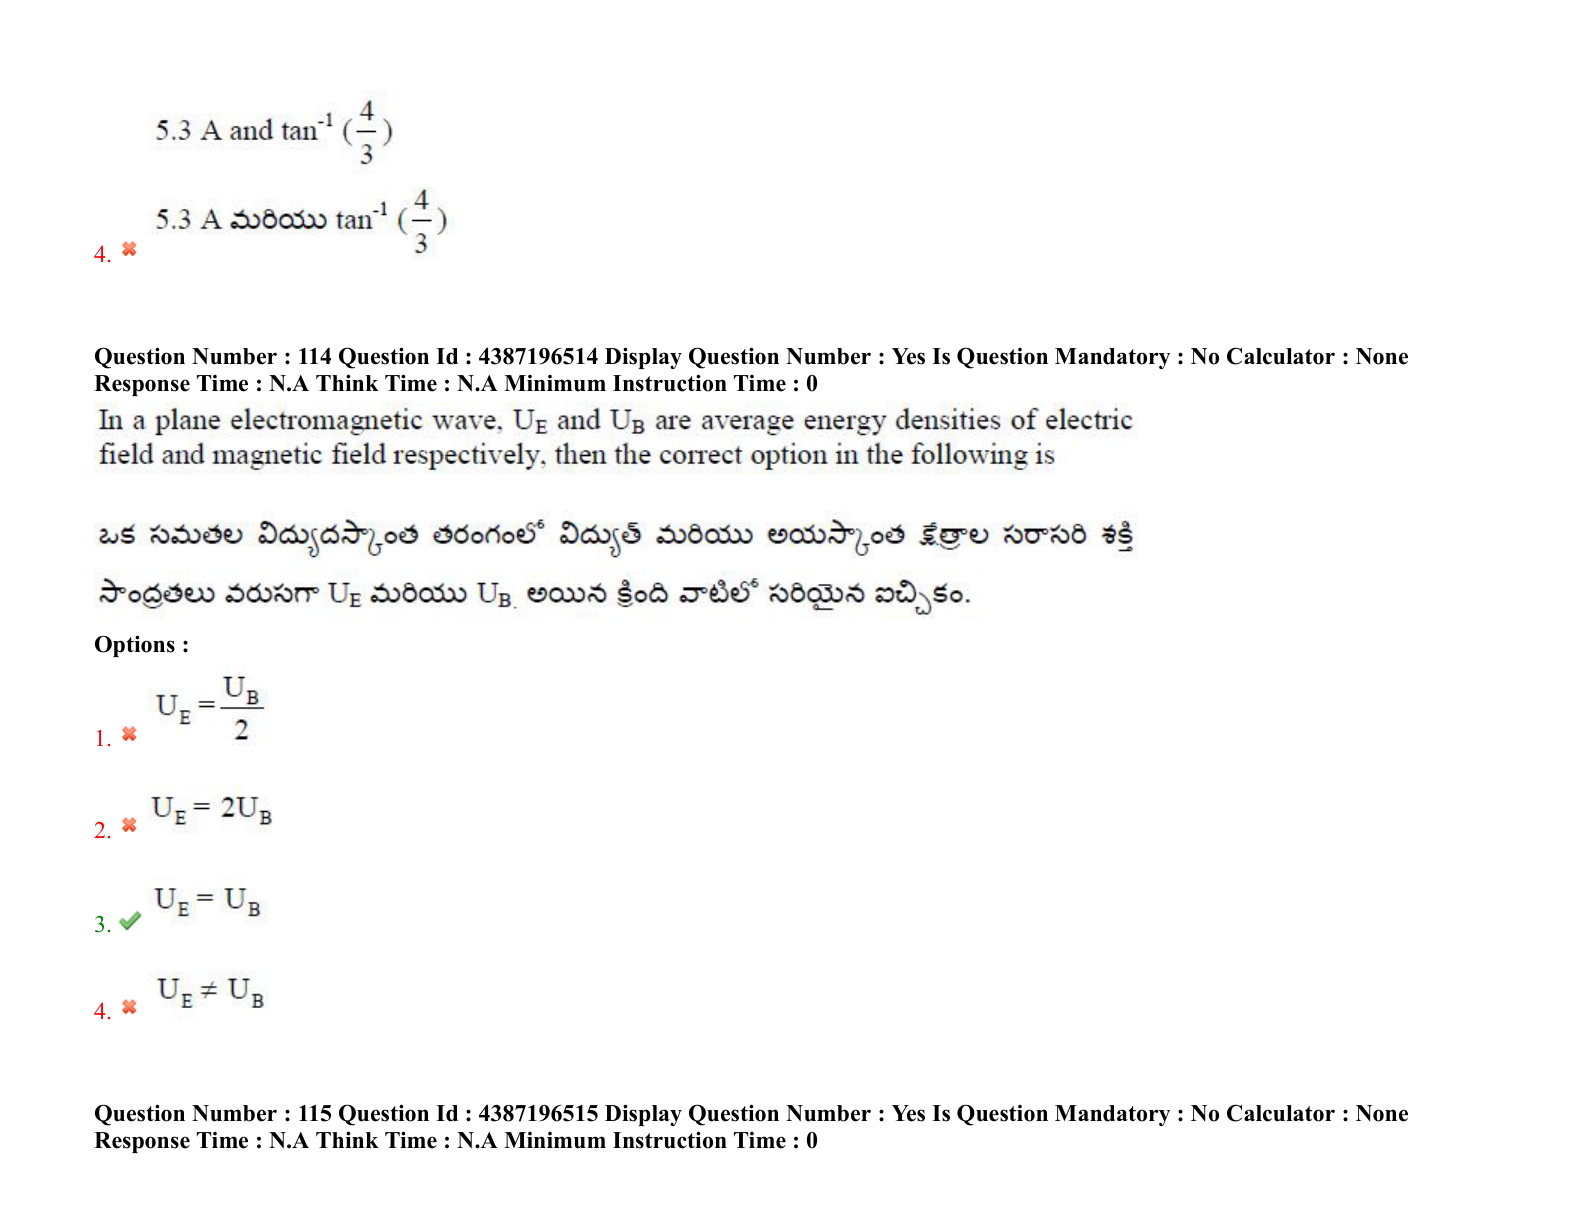 5.3 A and tan⁻¹ (4/3)
5.3 A మరియు tan⁻¹ (4/3)
4.
Question Number : 114 Question Id : 4387196514 Display Question Number : Yes Is Question Mandatory : No Calculator : None
Response Time : N.A Think Time : N.A Minimum Instruction Time : 0
In a plane electromagnetic wave, U_E and U_B are average energy densities of electric
field and magnetic field respectively, then the correct option in the following is
ఒక సమతల విద్యుదస్కాంత తరంగంలో విద్యుత్ మరియు అయస్కాంత క్షేత్రాల సరాసరి శక్తి
సాంద్రతలు వరుసగా U_E మరియు U_B. అయిన క్రింది వాటిలో సరియైన ఐచ్చికం.
Options :
1. U_E = U_B/2
2. U_E = 2U_B
3. U_E = U_B
4. U_E ≠ U_B
Question Number : 115 Question Id : 4387196515 Display Question Number : Yes Is Question Mandatory : No Calculator : None
Response Time : N.A Think Time : N.A Minimum Instruction Time : 0